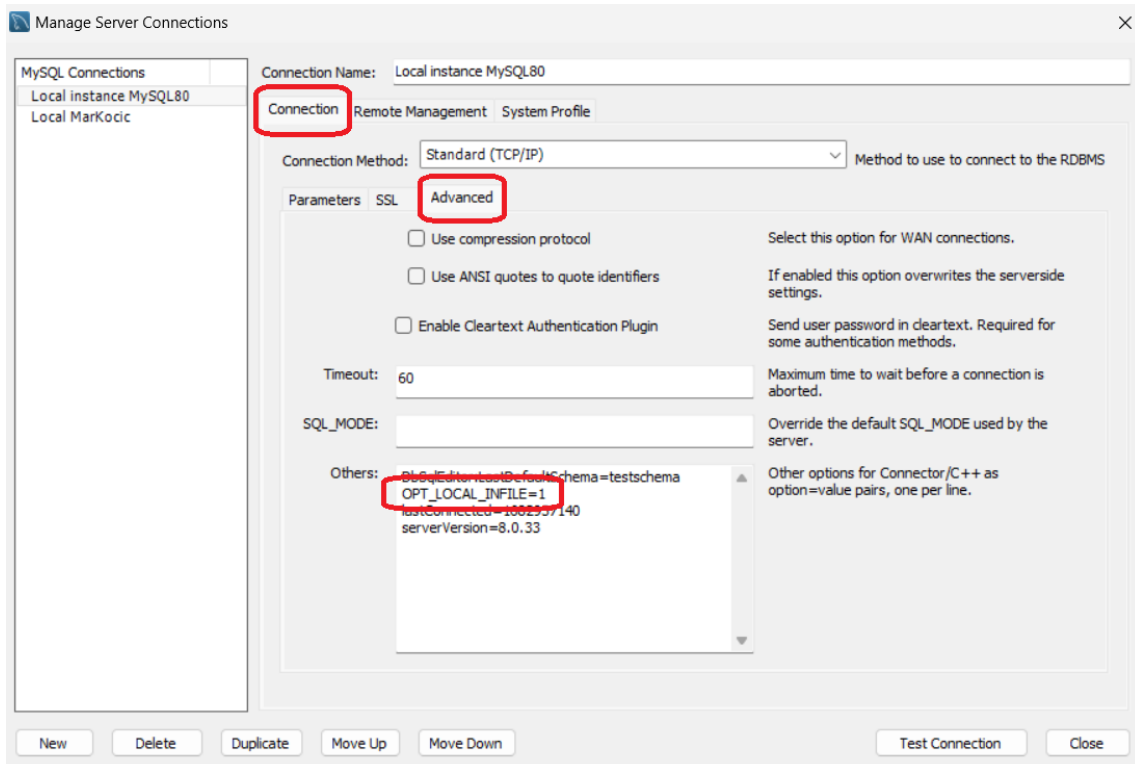 Manage Server Connections
MySQL Connections
Local instance MySQL80
Local MarKocic
Connection Name: Local instance MySQL80
Connection Remote Management System Profile
Connection Method: Standard (TCP/IP) Method to use to connect to the RDBMS
Parameters SSL Advanced
Use compression protocol Select this option for WAN connections.
Use ANSI quotes to quote identifiers If enabled this option overwrites the serverside
settings.
Enable Cleartext Authentication Plugin Send user password in cleartext. Required for
some authentication methods.
Timeout: 60 Maximum time to wait before a connection is
aborted.
SQL_MODE: Override the default SQL_MODE used by the
server.
Others: DbSqlEditor:LastDefaultSchema=testschema Other options for Connector/C++ as
OPT_LOCAL_INFILE=1 option=value pairs, one per line.
lastConnected=1682957140
serverVersion=8.0.33
New Delete Duplicate Move Up Move Down Test Connection Close